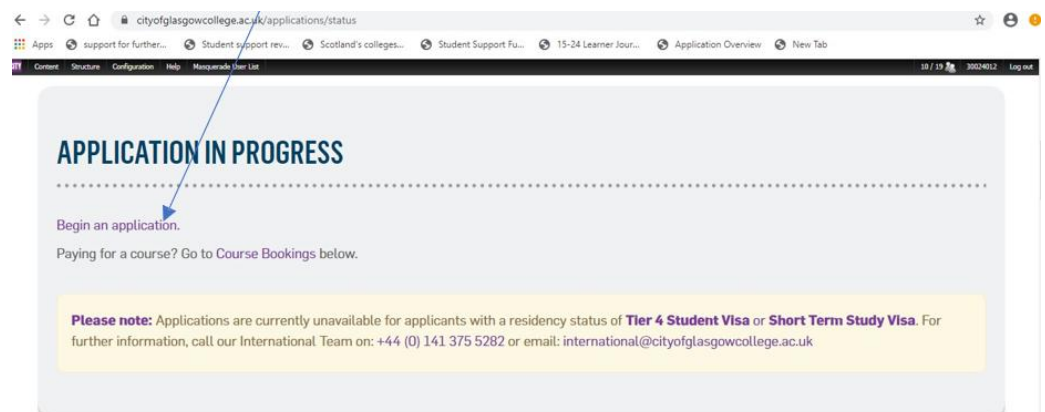 cityofglasgowcollege.ac.uk/applications/status
Apps support for further... Student support rev... Scotland's colleges... Student Support Fu... 15-24 Learner Jour... Application Overview New Tab
CITY Content Structure Configuration Help Masquerade User List 10 / 19 30024012 Log out
APPLICATION IN PROGRESS
Begin an application.
Paying for a course? Go to Course Bookings below.
Please note: Applications are currently unavailable for applicants with a residency status of Tier 4 Student Visa or Short Term Study Visa. For
further information, call our International Team on: +44 (0) 141 375 5282 or email: international@cityofglasgowcollege.ac.uk